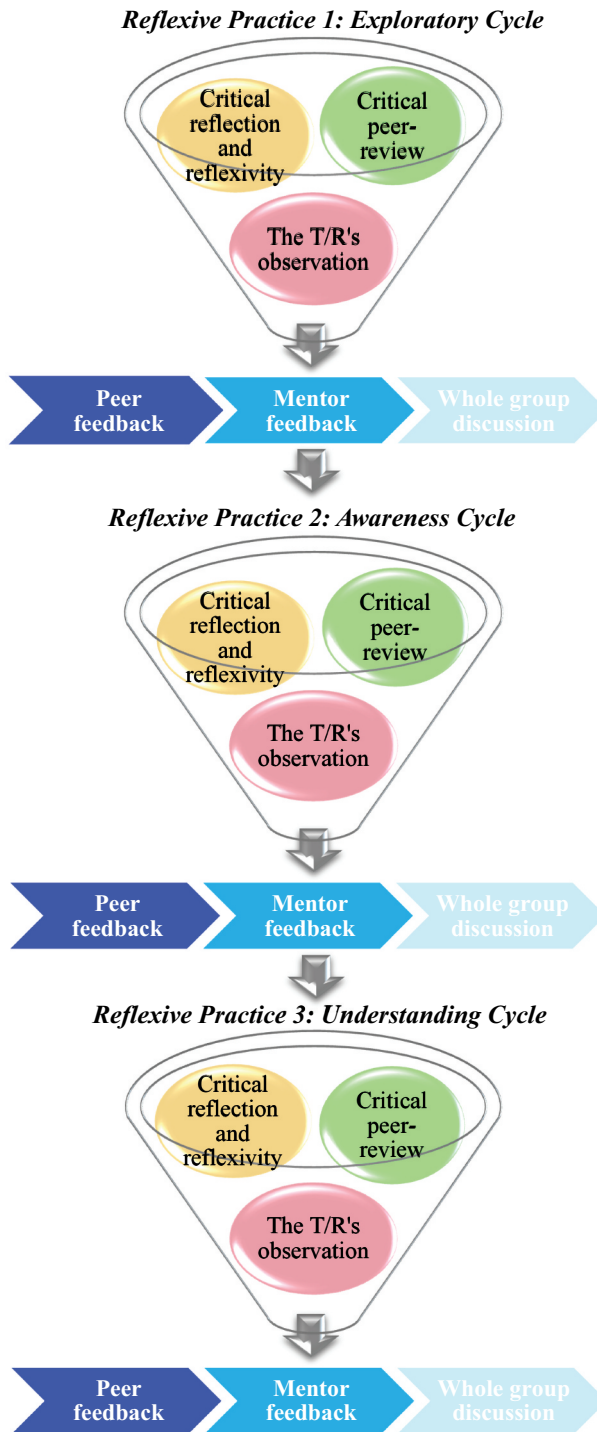 Reflexive Practice 1: Exploratory Cycle
Critical
reflection
and
reflexivity
Critical
peer-
review
The T/R's
observation
Peer
feedback
Mentor
feedback
Whole group
discussion
Reflexive Practice 2: Awareness Cycle
Critical
reflection
and
reflexivity
Critical
peer-
review
The T/R's
observation
Peer
feedback
Mentor
feedback
Whole group
discussion
Reflexive Practice 3: Understanding Cycle
Critical
reflection
and
reflexivity
Critical
peer-
review
The T/R's
observation
Peer
feedback
Mentor
feedback
Whole group
discussion